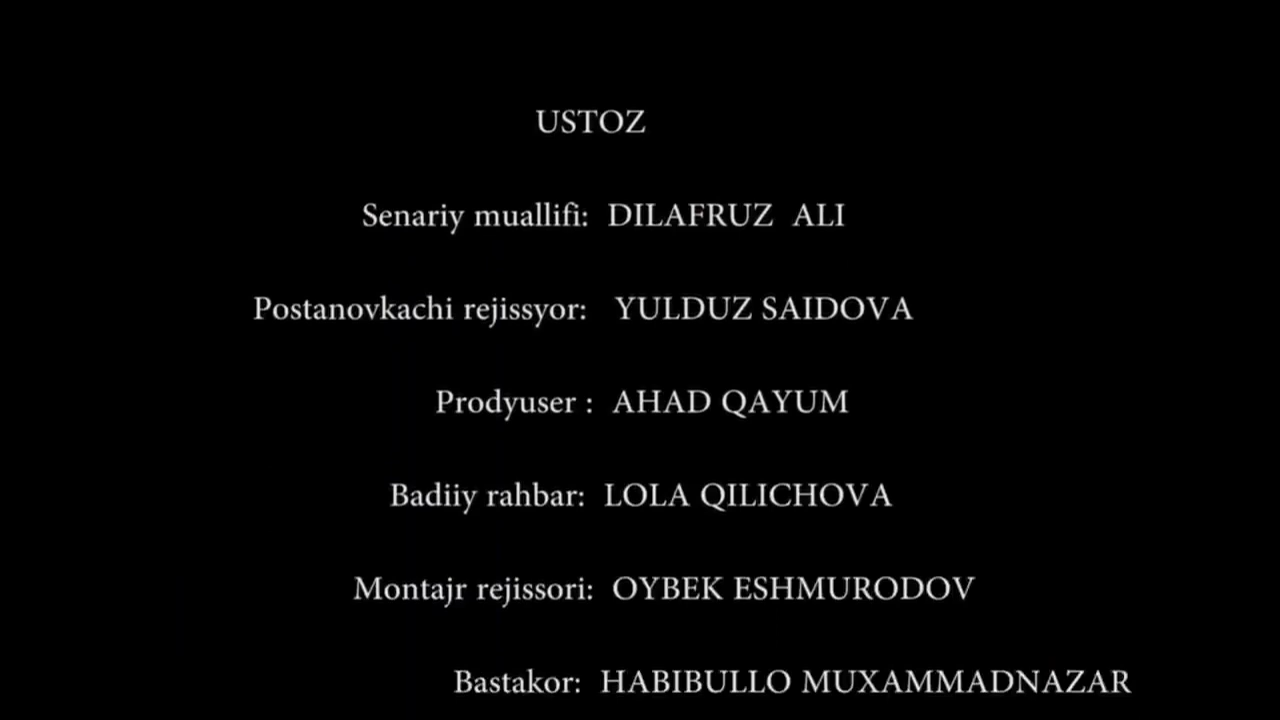 USTOZ
Senariy muallifi: DILAFRUZ ALI
Postanovkachi rejissyor: YULDUZ SAIDOVA
Prodyuser : AHAD QAYUM
Badiiy rahbar: LOLA QILICHOVA
Montajr rejissori: OYBEK ESHMURODOV
Bastakor: HABIBULLO MUXAMMADNAZAR